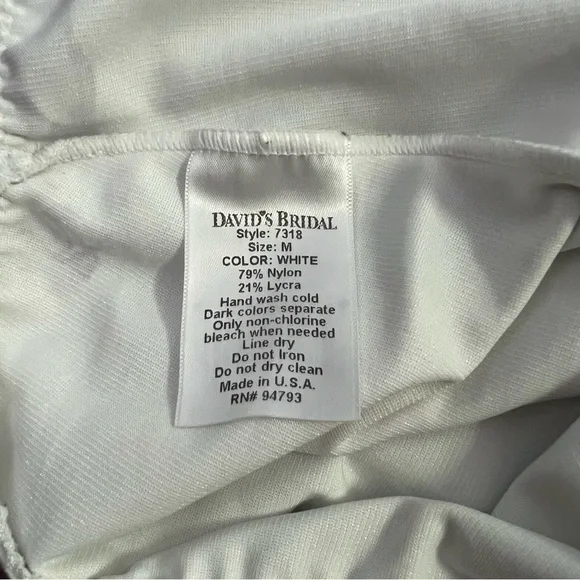 DAVID'S BRIDAL
Style: 7318
Size: M
COLOR: WHITE
79% Nylon
21% Lycra
Hand wash cold
Dark colors separate
Only non-chlorine
bleach when needed
Line dry
Do not Iron
Do not dry clean
Made in U.S.A.
RN# 94793